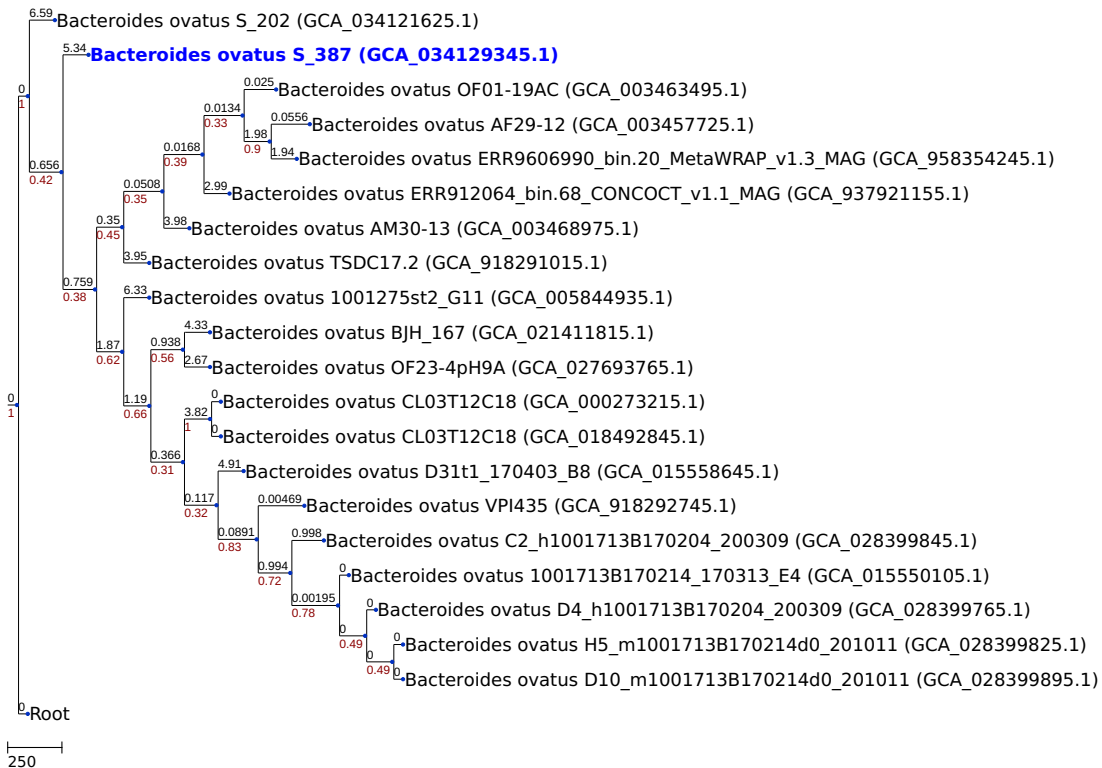 6.59 Bacteroides ovatus S_202 (GCA_034121625.1)
5.34 Bacteroides ovatus S_387 (GCA_034129345.1)
0.025 Bacteroides ovatus OF01-19AC (GCA_003463495.1)
0
1
0.0134
0.33
0.0556 Bacteroides ovatus AF29-12 (GCA_003457725.1)
1.98
0.9
1.94 Bacteroides ovatus ERR9606990_bin.20_MetaWRAP_v1.3_MAG (GCA_958354245.1)
0.0168
0.39
0.656
0.42
2.99 Bacteroides ovatus ERR912064_bin.68_CONCOCT_v1.1_MAG (GCA_937921155.1)
0.0508
0.35
3.98 Bacteroides ovatus AM30-13 (GCA_003468975.1)
0.35
0.45
3.95 Bacteroides ovatus TSDC17.2 (GCA_918291015.1)
0.759
0.38
6.33 Bacteroides ovatus 1001275st2_G11 (GCA_005844935.1)
4.33 Bacteroides ovatus BJH_167 (GCA_021411815.1)
1.87
0.62
0.938
0.56
2.67 Bacteroides ovatus OF23-4pH9A (GCA_027693765.1)
0 Bacteroides ovatus CL03T12C18 (GCA_000273215.1)
0
1
1.19
0.66
3.82
1
0 Bacteroides ovatus CL03T12C18 (GCA_018492845.1)
0.366
0.31
4.91 Bacteroides ovatus D31t1_170403_B8 (GCA_015558645.1)
0.117
0.32
0.00469 Bacteroides ovatus VPI435 (GCA_918292745.1)
0.0891
0.83
0.998 Bacteroides ovatus C2_h1001713B170204_200309 (GCA_028399845.1)
0.994
0.72
0 Bacteroides ovatus 1001713B170214_170313_E4 (GCA_015550105.1)
0.00195
0.78
0 Bacteroides ovatus D4_h1001713B170204_200309 (GCA_028399765.1)
0
0.49
0 Bacteroides ovatus H5_m1001713B170214d0_201011 (GCA_028399825.1)
0
0.49
0 Bacteroides ovatus D10_m1001713B170214d0_201011 (GCA_028399895.1)
0 Root
250